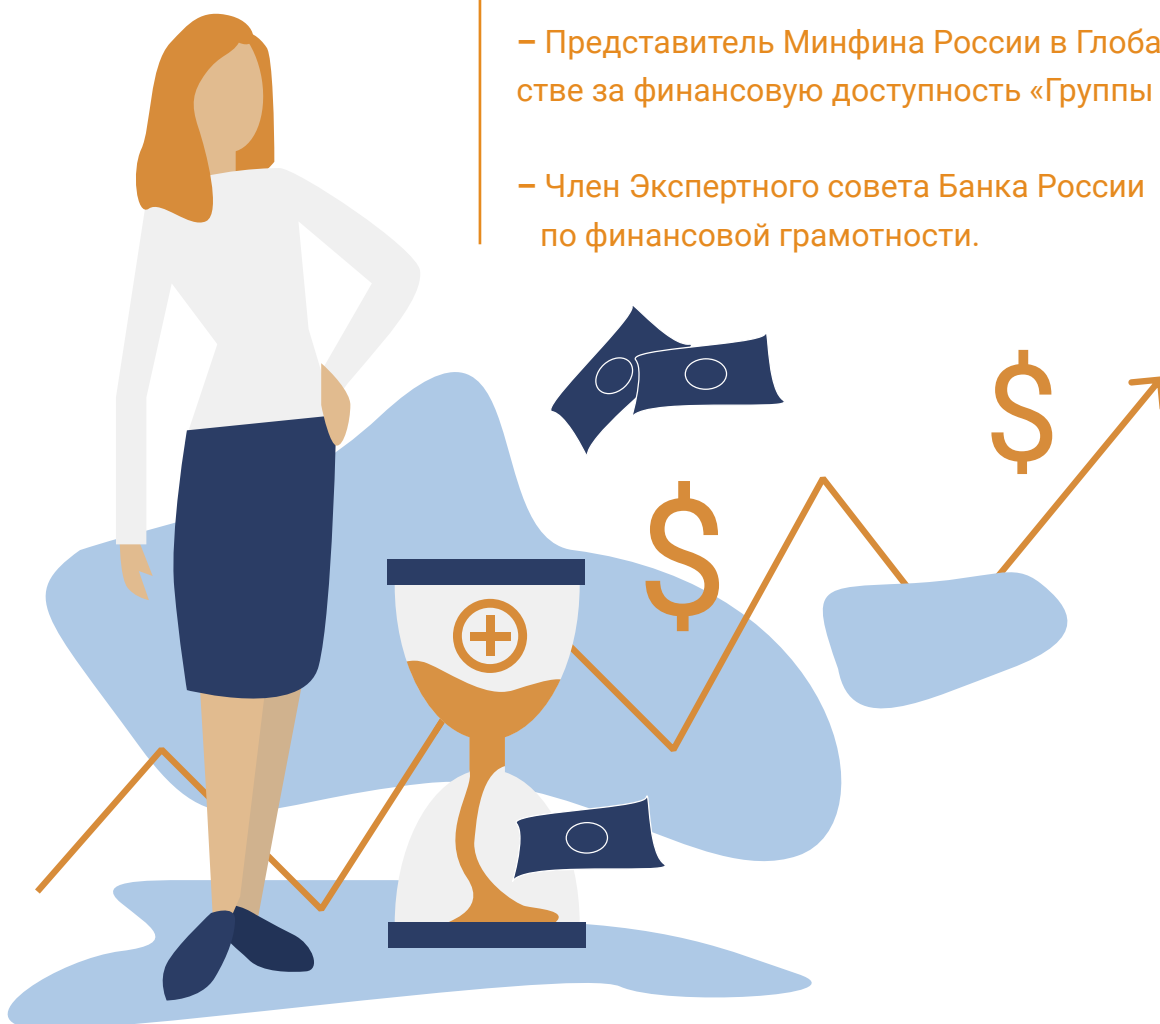 – Представитель Минфина России в Глоба
стве за финансовую доступность «Группы
– Член Экспертного совета Банка России
по финансовой грамотности.
$
$